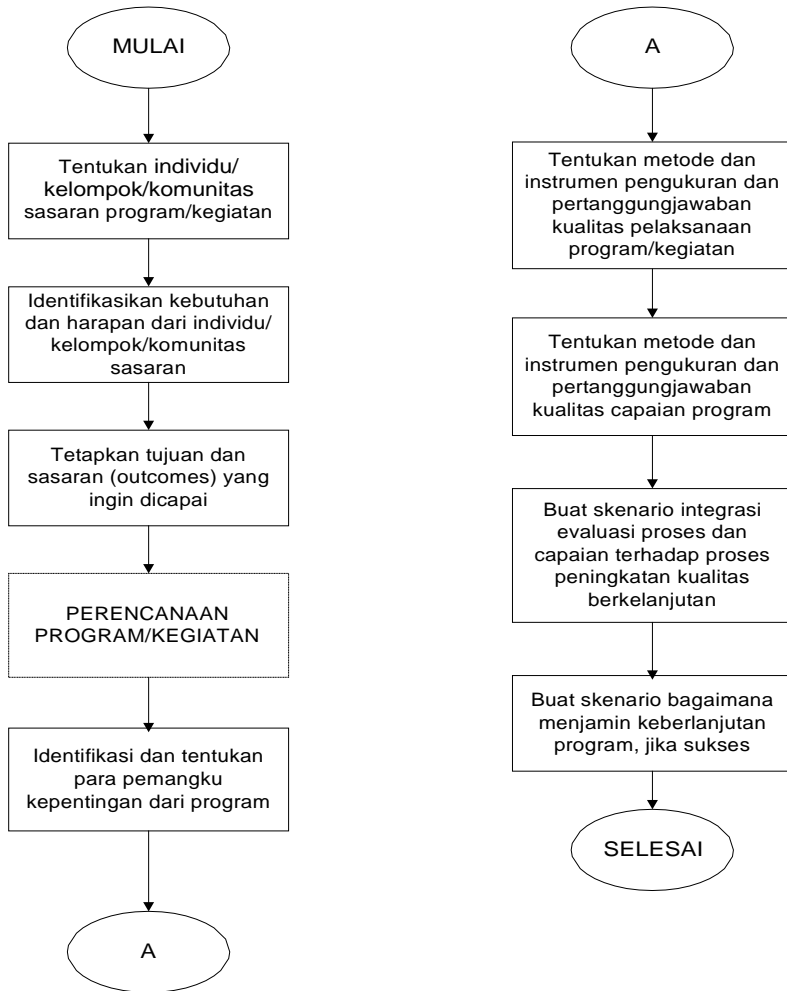 MULAI
Tentukan individu/
kelompok/komunitas
sasaran program/kegiatan
Identifikasikan kebutuhan
dan harapan dari individu/
kelompok/komunitas
sasaran
Tetapkan tujuan dan
sasaran (outcomes) yang
ingin dicapai
PERENCANAAN
PROGRAM/KEGIATAN
Identifikasi dan tentukan
para pemangku
kepentingan dari program
A
A
Tentukan metode dan
instrumen pengukuran dan
pertanggungjawaban
kualitas pelaksanaan
program/kegiatan
Tentukan metode dan
instrumen pengukuran dan
pertanggungjawaban
kualitas capaian program
Buat skenario integrasi
evaluasi proses dan
capaian terhadap proses
peningkatan kualitas
berkelanjutan
Buat skenario bagaimana
menjamin keberlanjutan
program, jika sukses
SELESAI